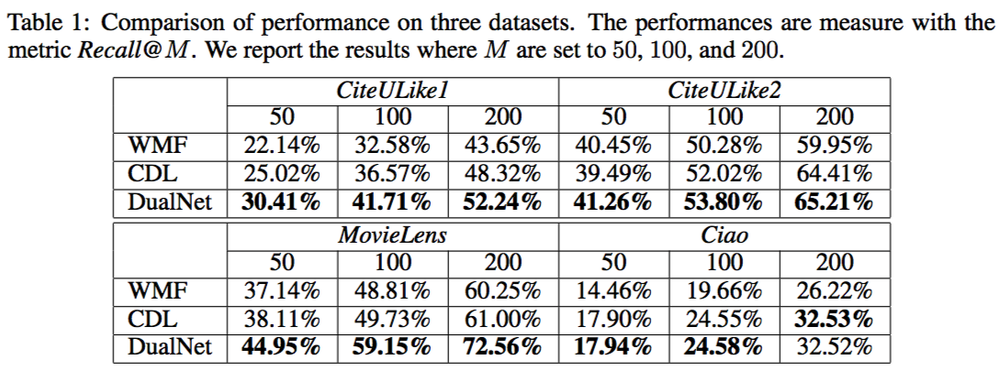 Table 1: Comparison of performance on three datasets. The performances are measure with the
metric Recall@M. We report the results where M are set to 50, 100, and 200.
CiteULike1 CiteULike2
50 100 200 50 100 200
WMF 22.14% 32.58% 43.65% 40.45% 50.28% 59.95%
CDL 25.02% 36.57% 48.32% 39.49% 52.02% 64.41%
DualNet 30.41% 41.71% 52.24% 41.26% 53.80% 65.21%
MovieLens Ciao
50 100 200 50 100 200
WMF 37.14% 48.81% 60.25% 14.46% 19.66% 26.22%
CDL 38.11% 49.73% 61.00% 17.90% 24.55% 32.53%
DualNet 44.95% 59.15% 72.56% 17.94% 24.58% 32.52%